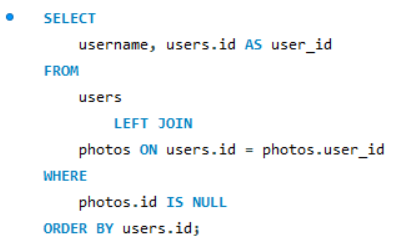 SELECT
username, users.id AS user_id
FROM
users
LEFT JOIN
photos ON users.id = photos.user_id
WHERE
photos.id IS NULL
ORDER BY users.id;